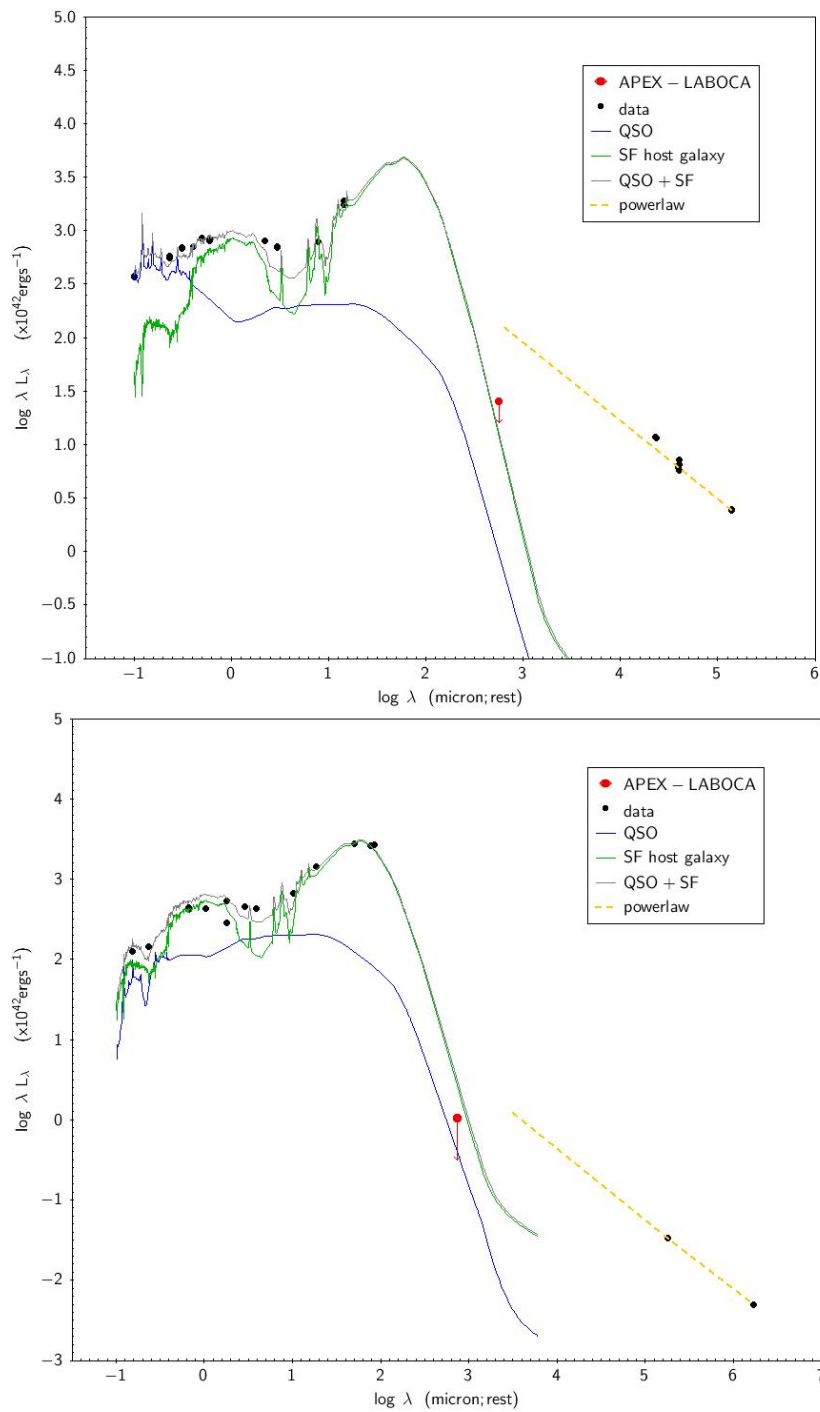 5.0
4.5
4.0
3.5
3.0
2.5
2.0
1.5
1.0
0.5
0
−0.5
−1.0
log λ Lλ (x10⁴²ergs⁻¹)
APEX – LABOCA
data
QSO
SF host galaxy
QSO + SF
powerlaw
−1 0 1 2 3 4 5 6
log λ (micron; rest)
5
4
3
2
1
0
−1
−2
−3
log λ Lλ (x10⁴²ergs⁻¹)
APEX – LABOCA
data
QSO
SF host galaxy
QSO + SF
powerlaw
−1 0 1 2 3 4 5 6 7
log λ (micron; rest)